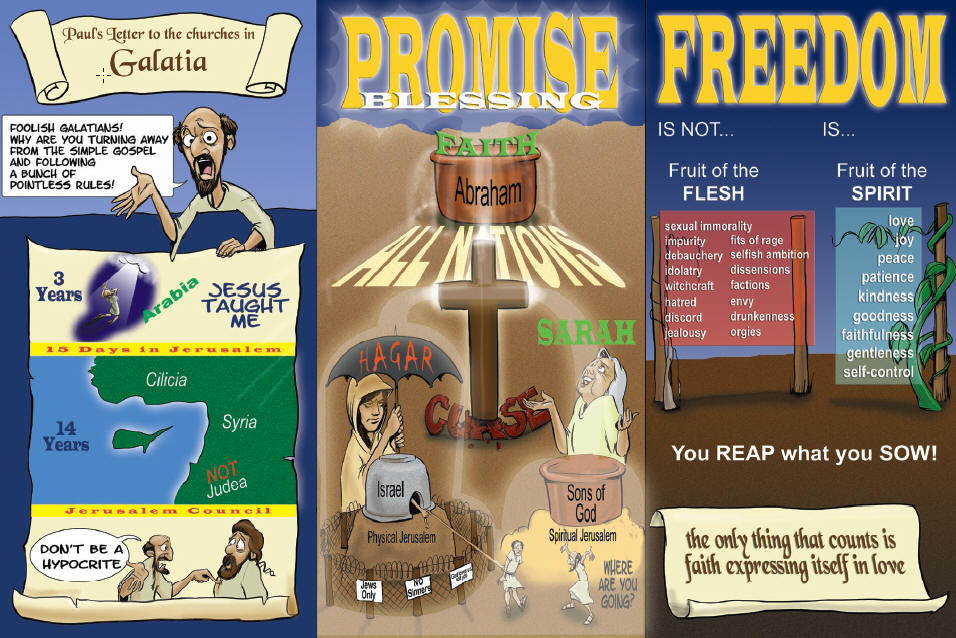 Paul's Letter to the churches in
Galatia
FOOLISH GALATIANS!
WHY ARE YOU TURNING AWAY
FROM THE SIMPLE GOSPEL
AND FOLLOWING
A BUNCH OF
POINTLESS RULES!
3
Years
Arabia
JESUS
TAUGHT
ME
15 Days in Jerusalem
Cilicia
14
Years
Syria
NOT
Judea
Jerusalem Council
DON'T BE A
HYPOCRITE
PROMISE
BLESSING
FAITH
Abraham
ALL NATIONS
SARAH
HAGAR
CURSE
Israel
Physical Jerusalem
Sons of
God
Spiritual Jerusalem
Jews
Only
NO
Sinners
WHERE
ARE YOU
GOING?
FREEDOM
IS NOT...
IS...
Fruit of the
FLESH
sexual immorality
impurity
debauchery
idolatry
witchcraft
hatred
discord
jealousy
fits of rage
selfish ambition
dissensions
factions
envy
drunkenness
orgies
Fruit of the
SPIRIT
love
joy
peace
patience
kindness
goodness
faithfulness
gentleness
self-control
You REAP what you SOW!
the only thing that counts is
faith expressing itself in love